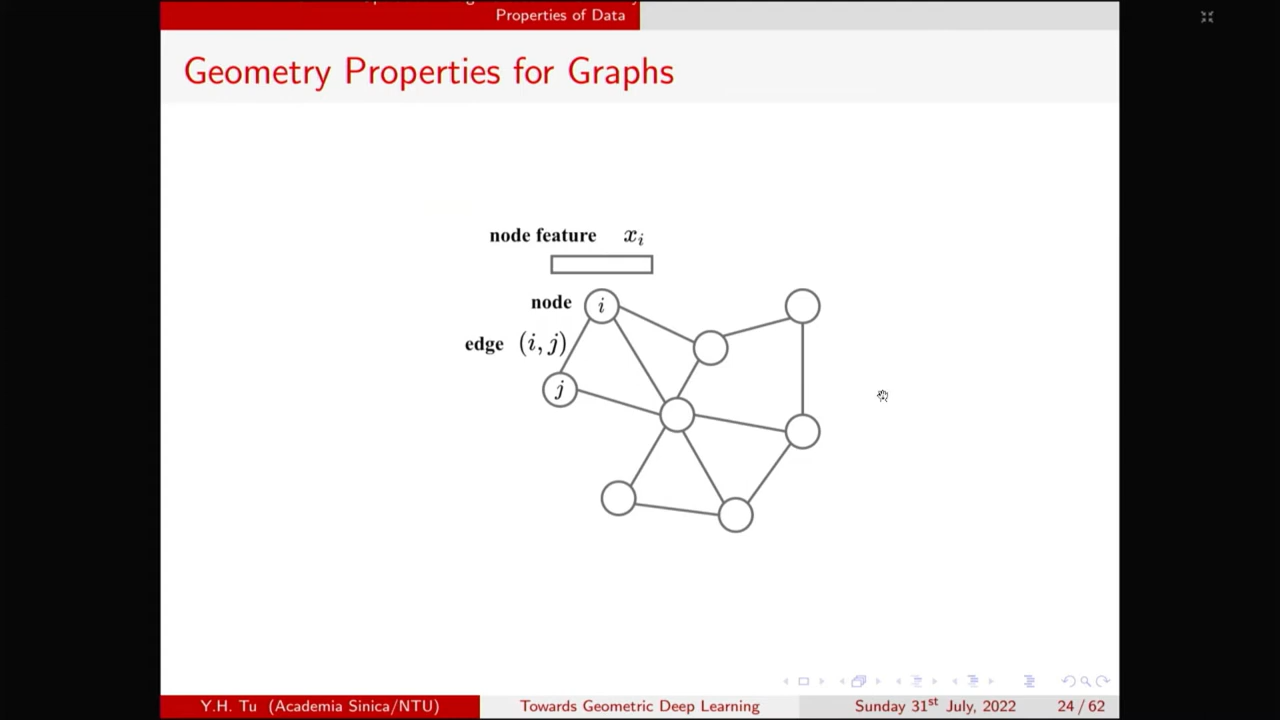 Properties of Data
Geometry Properties for Graphs
node feature x_i
node i
edge (i, j)
j
Y.H. Tu (Academia Sinica/NTU)
Towards Geometric Deep Learning
Sunday 31st July, 2022
24 / 62